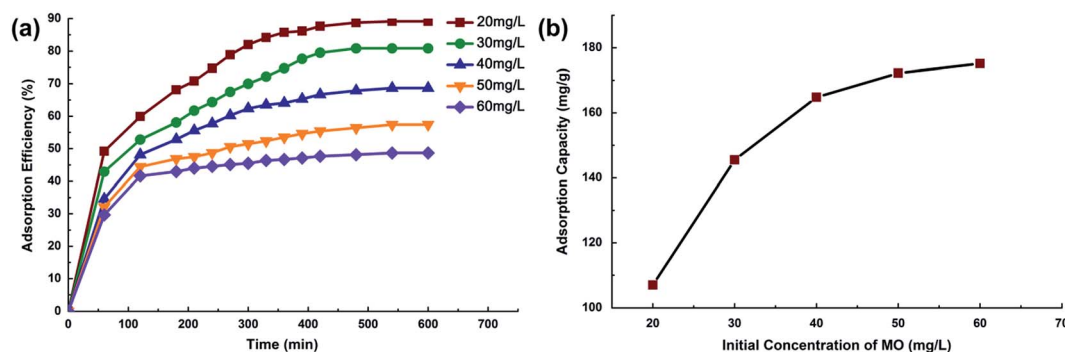 (a)
Adsorption Efficiency (%)
90
80
70
60
50
40
30
20
10
0
0 100 200 300 400 500 600 700
Time (min)
20mg/L
30mg/L
40mg/L
50mg/L
60mg/L
(b)
Adsorption Capacity (mg/g)
180
160
140
120
100
20 30 40 50 60 70
Initial Concentration of MO (mg/L)